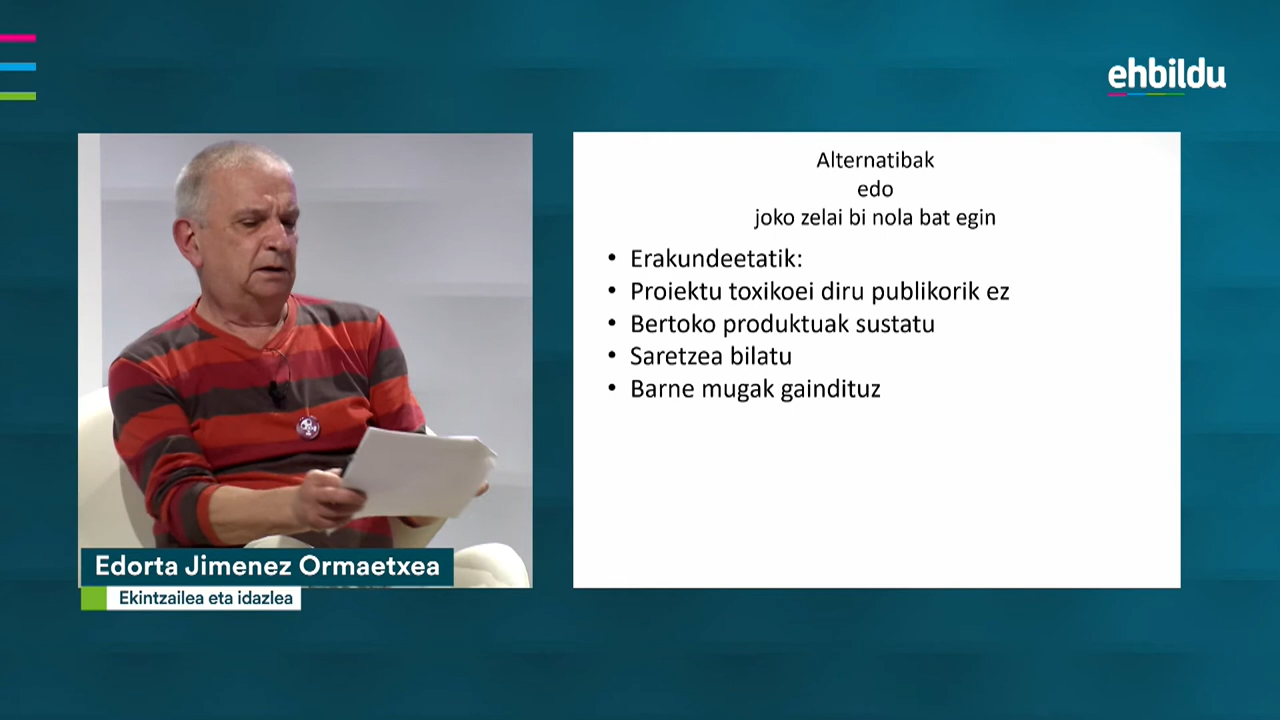 ehbildu
Alternatibak
edo
joko zelai bi nola bat egin
• Erakundeetatik:
• Proiektu toxikoei diru publikorik ez
• Bertoko produktuak sustatu
• Saretzea bilatu
• Barne mugak gaindituz
Edorta Jimenez Ormaetxea
Ekintzailea eta idazlea